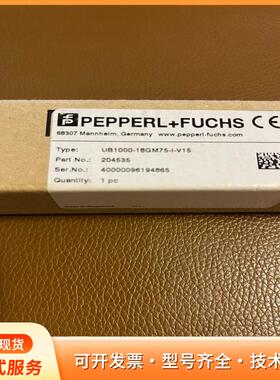 PEPPERL+FUCHS CE
68307 Mannheim, Germany www.pepperl-fuchs.com
Type: UB1000-18GM75-I-V15
Part No.: 204535
Ser.No.: 40000096194865
Quantity: 1 pc
现货
式服务
可开发票·型号齐全·技术